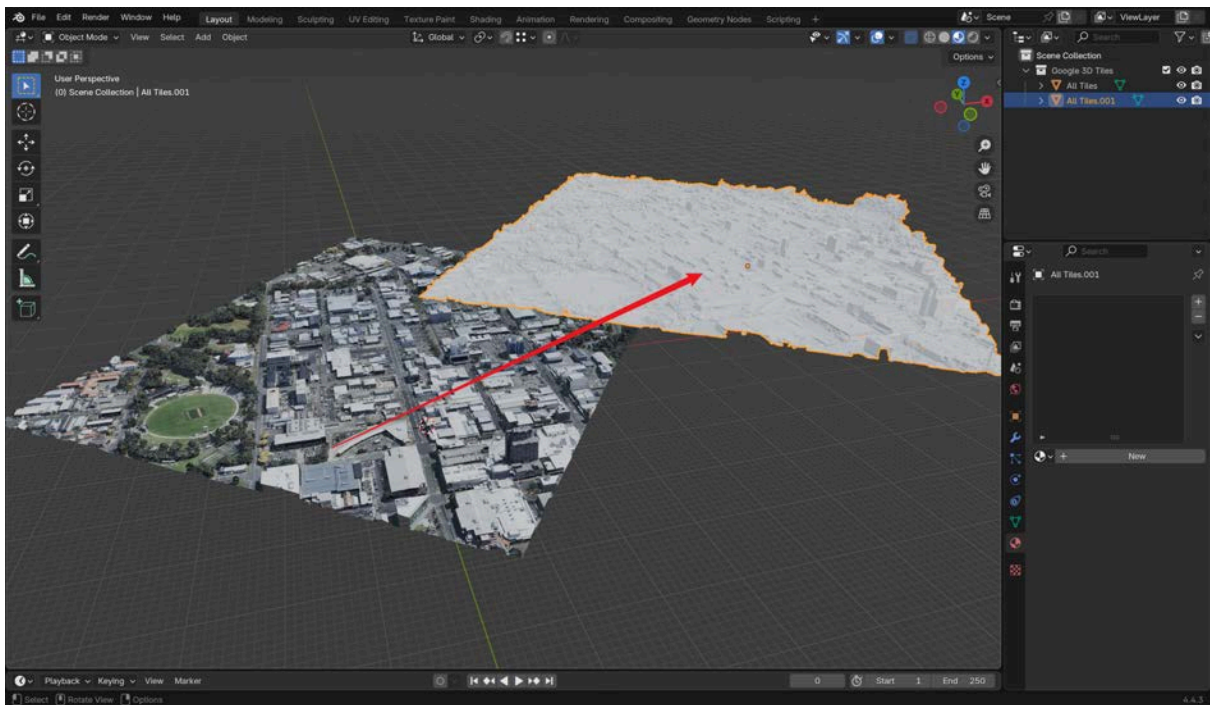 File Edit Render Window Help Layout Modeling Sculpting UV Editing Texture Paint Shading Animation Rendering Compositing Geometry Nodes Scripting + Scene ViewLayer
Object Mode View Select Add Object Global Search
Options
User Perspective
(0) Scene Collection | All Tiles.001
X
Y
Z
Scene Collection
Google 3D Tiles
All Tiles
All Tiles.001
Search
All Tiles.001
+ New
Playback Keying View Marker 0 Start 1 End 250
Select Rotate View Options 4.4.3